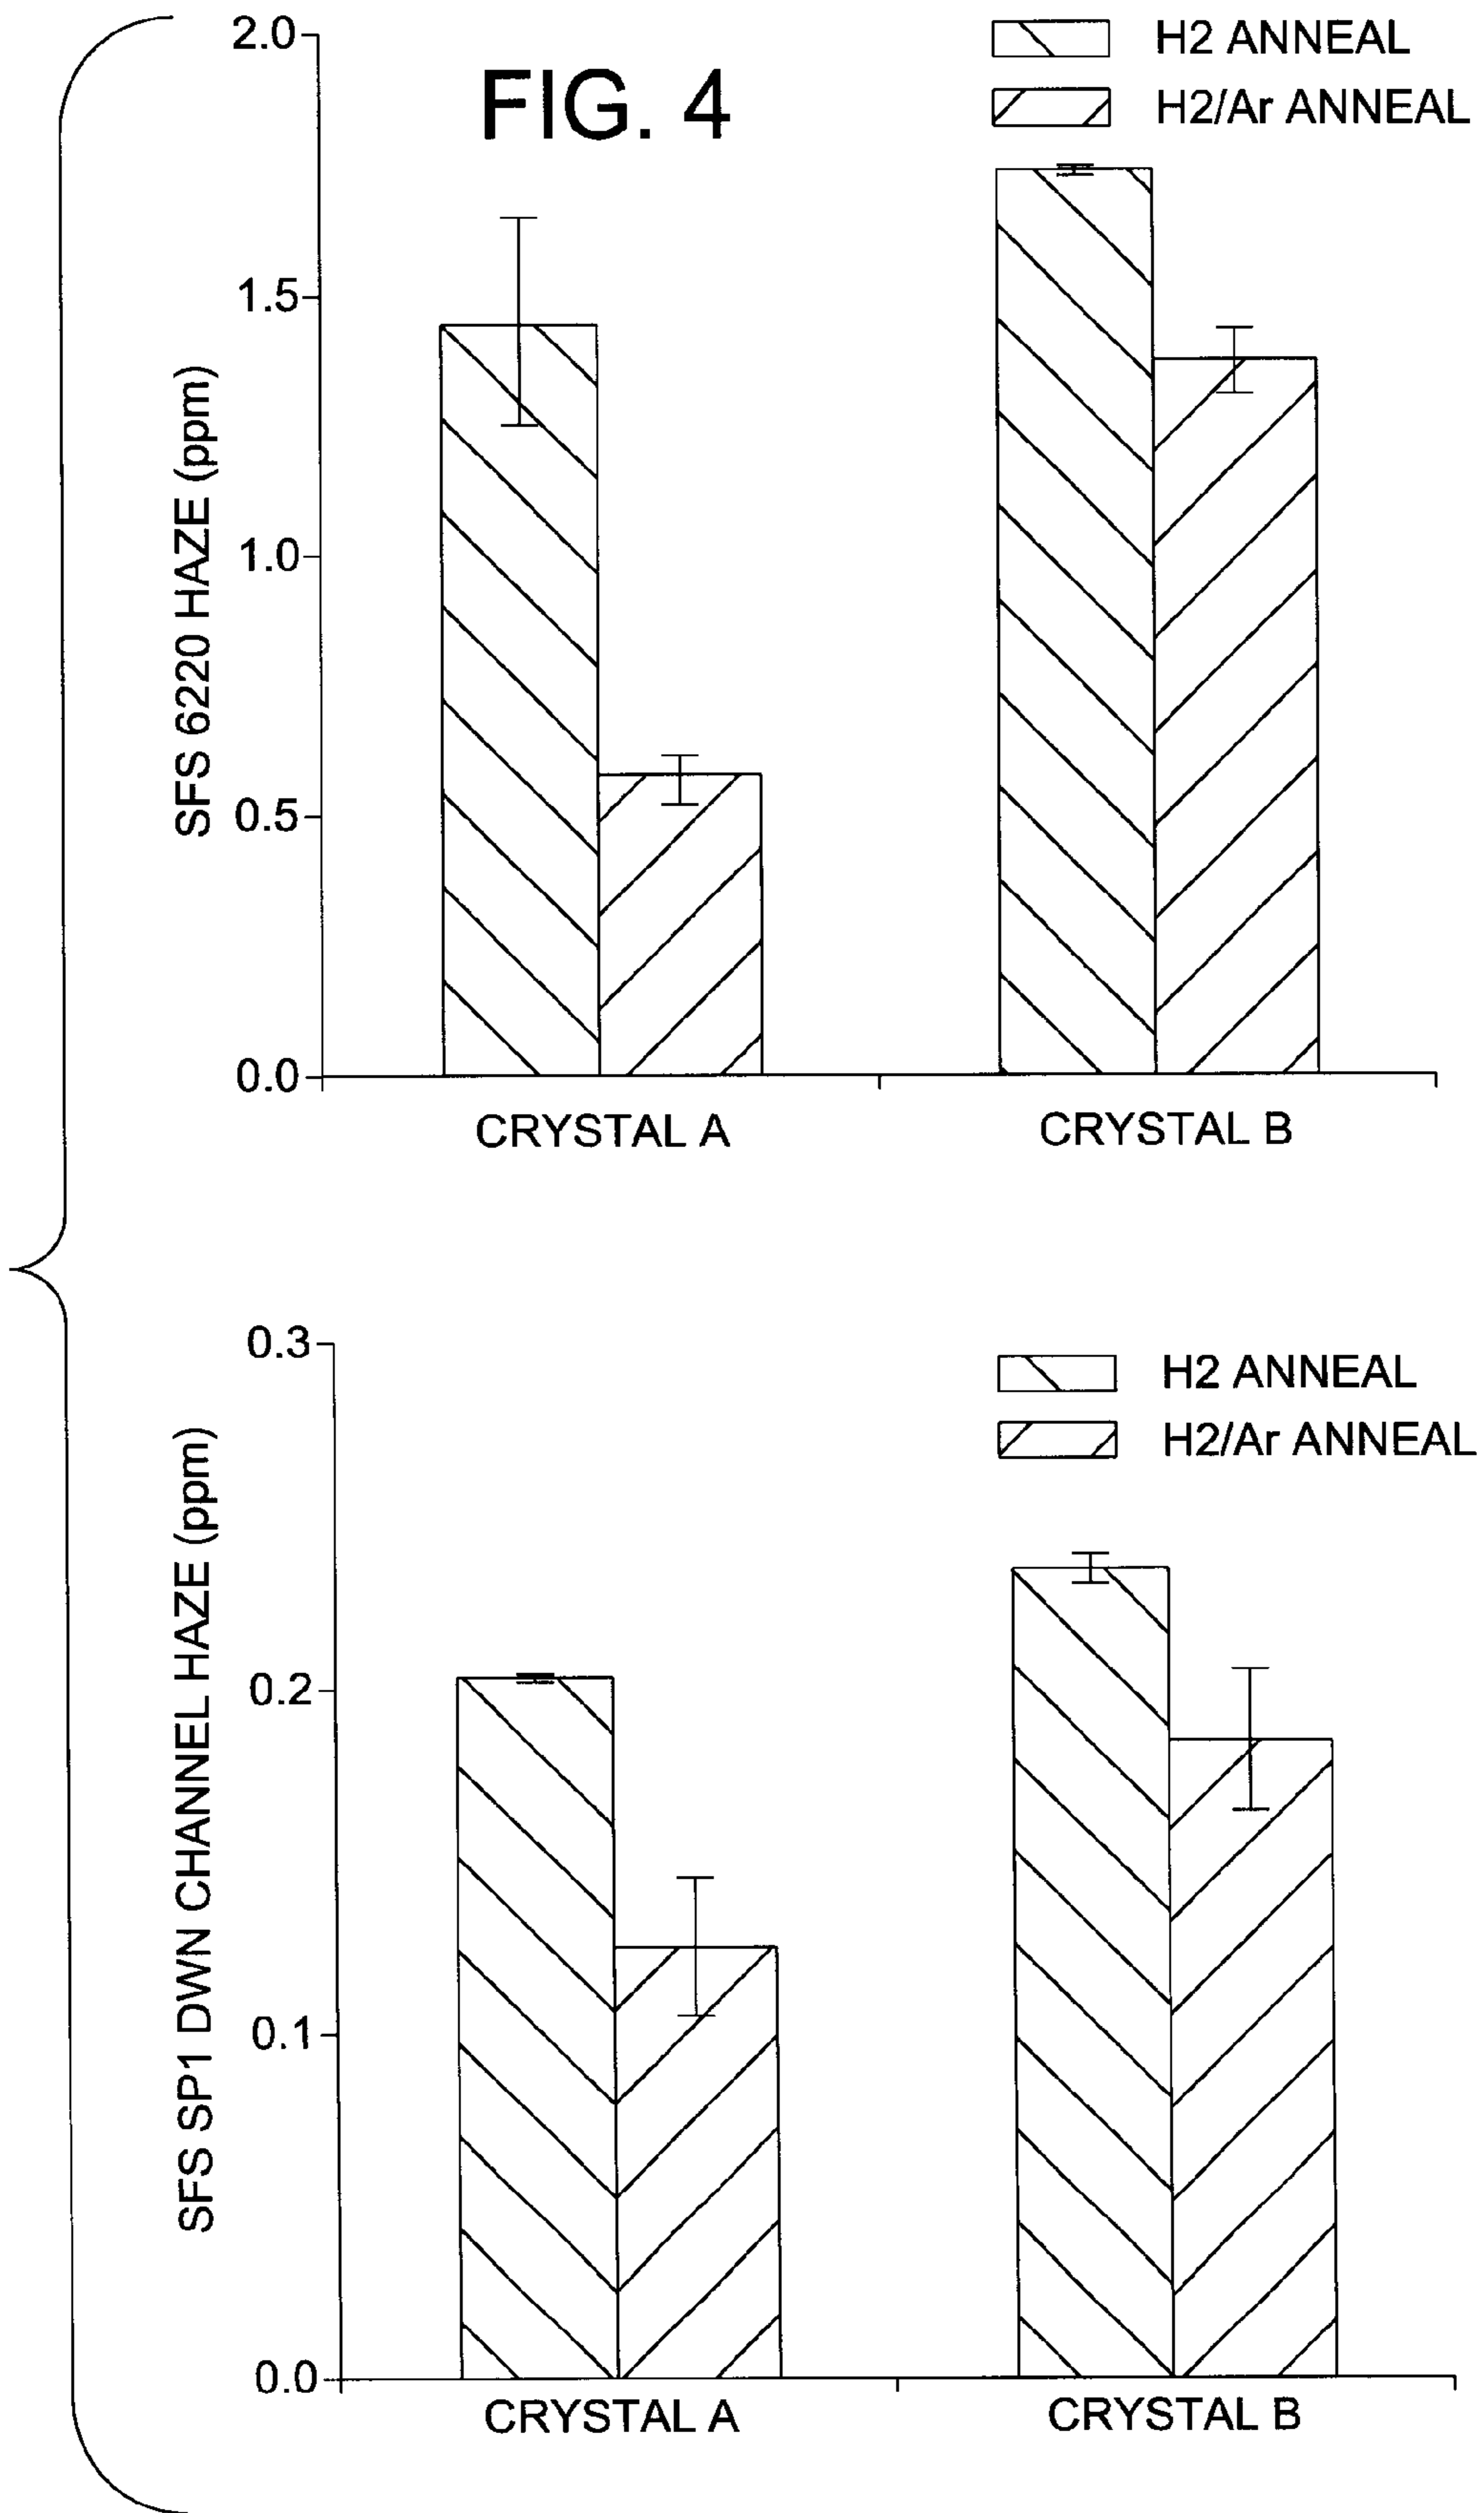 FIG. 4
H2 ANNEAL
H2/Ar ANNEAL
SFS 6220 HAZE (ppm)
2.0
1.5
1.0
0.5
0.0
CRYSTAL A
CRYSTAL B
H2 ANNEAL
H2/Ar ANNEAL
SFS SP1 DWN CHANNEL HAZE (ppm)
0.3
0.2
0.1
0.0
CRYSTAL A
CRYSTAL B